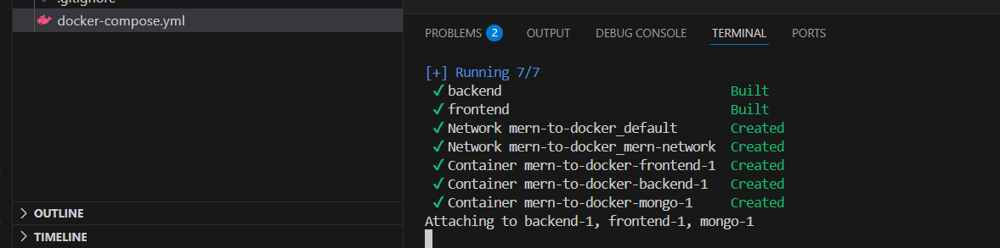 .gitignore
docker-compose.yml
OUTLINE
TIMELINE
PROBLEMS 2 OUTPUT DEBUG CONSOLE TERMINAL PORTS
[+] Running 7/7
✓ backend Built
✓ frontend Built
✓ Network mern-to-docker_default Created
✓ Network mern-to-docker_mern-network Created
✓ Container mern-to-docker-frontend-1 Created
✓ Container mern-to-docker-backend-1 Created
✓ Container mern-to-docker-mongo-1 Created
Attaching to backend-1, frontend-1, mongo-1